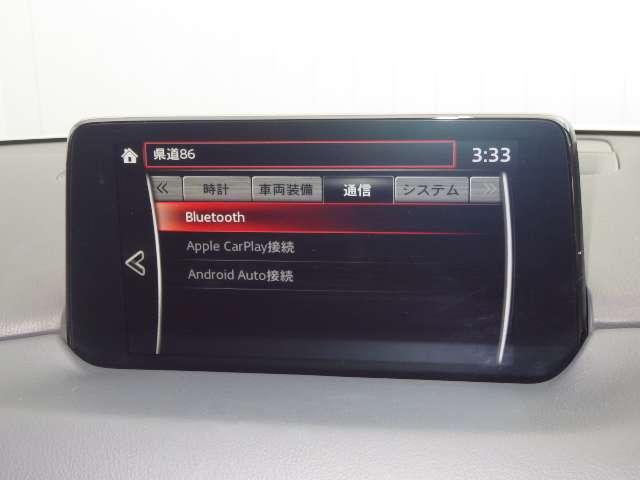 県道86 3:33
時計 車両装備 通信 システム
Bluetooth
Apple CarPlay接続
Android Auto接続